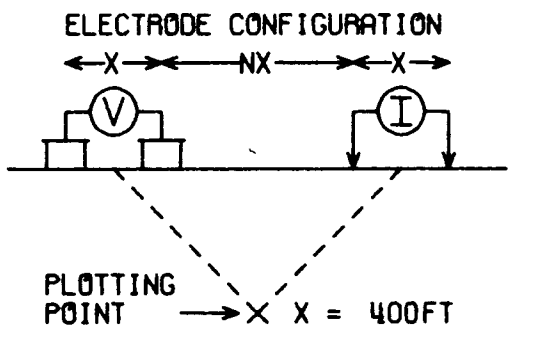 ELECTRODE CONFIGURATION
X NX X
V I
PLOTTING
POINT X X = 400FT